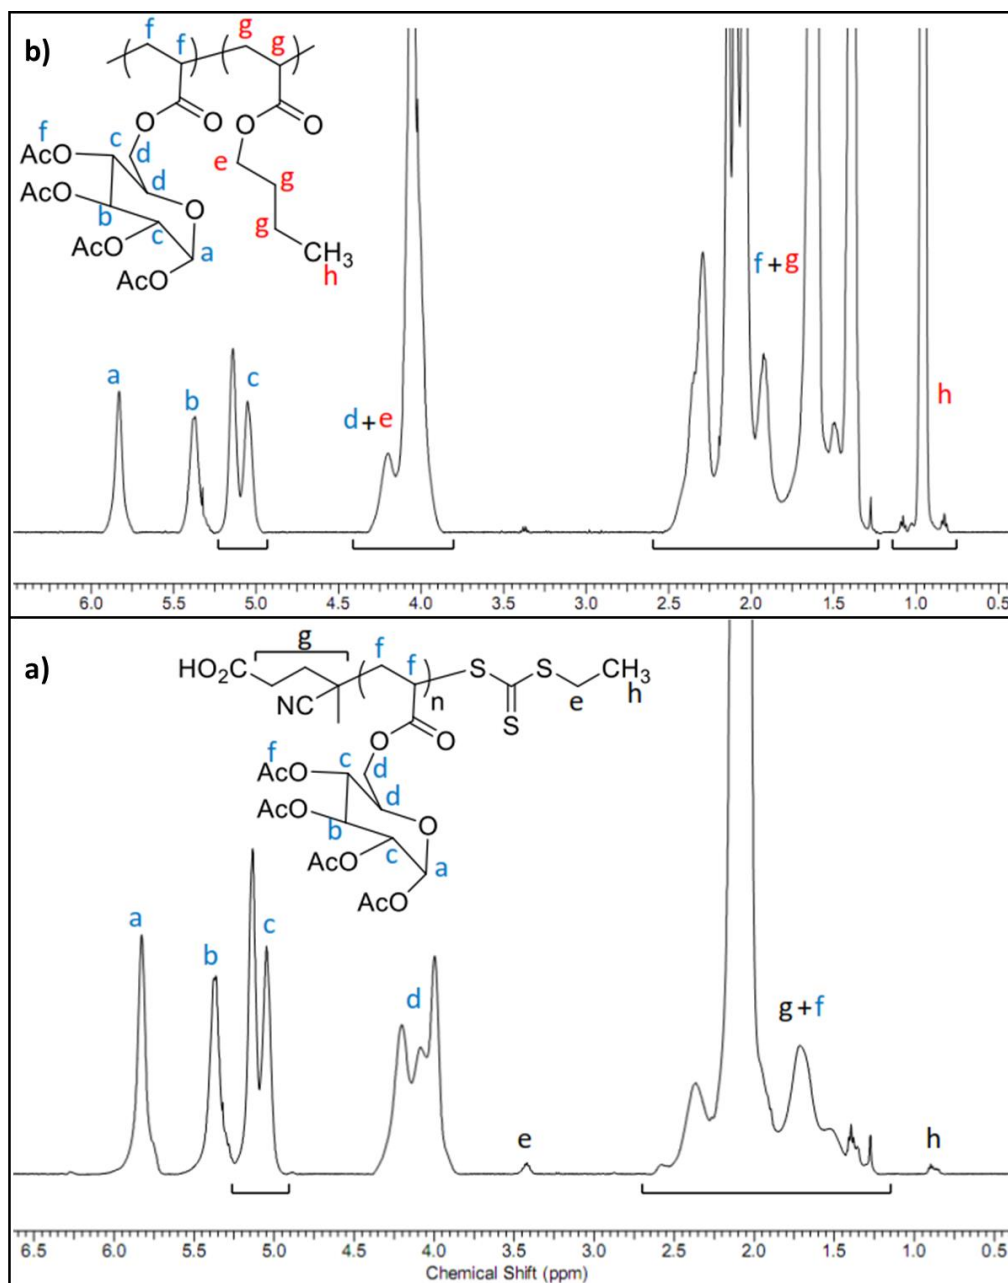 b)
f
f
g
g
O
O
O
O
f
c
d
e
g
AcO
d
AcO
O
g
b
c
AcO
a
CH3
AcO
h
a
b
c
d+e
f+g
h
6.0 5.5 5.0 4.5 4.0 3.5 3.0 2.5 2.0 1.5 1.0 0.5
a)
g
f
HO2C
f
S
S
CH3
NC
n
e
h
S
O
O
f
c
d
AcO
d
AcO
O
b
c
AcO
a
AcO
a
b
c
d
e
g+f
h
6.5 6.0 5.5 5.0 4.5 4.0 3.5 3.0 2.5 2.0 1.5 1.0 0.5
Chemical Shift (ppm)